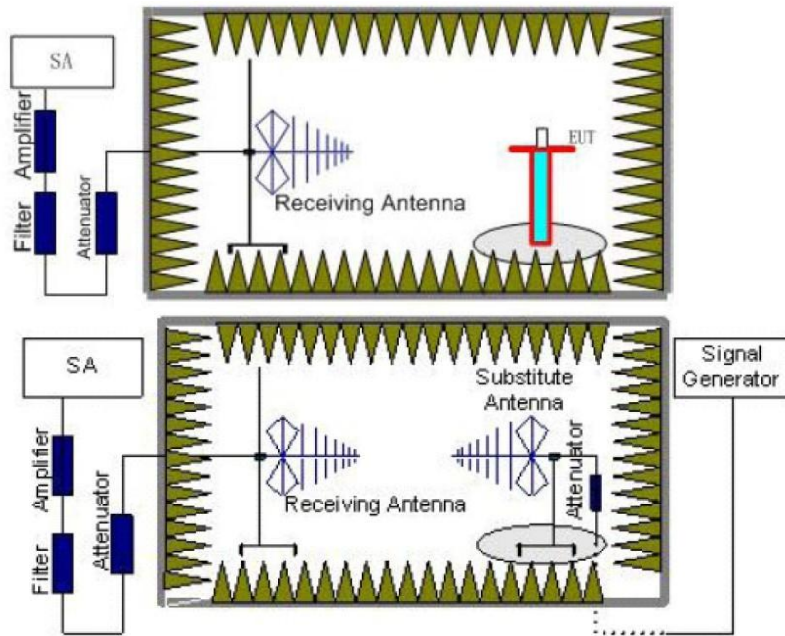 SA
Amplifier
Filter
Attenuator
Receiving Antenna
EUT
SA
Amplifier
Filter
Attenuator
Receiving Antenna
Substitute
Antenna
Attenuator
Signal
Generator